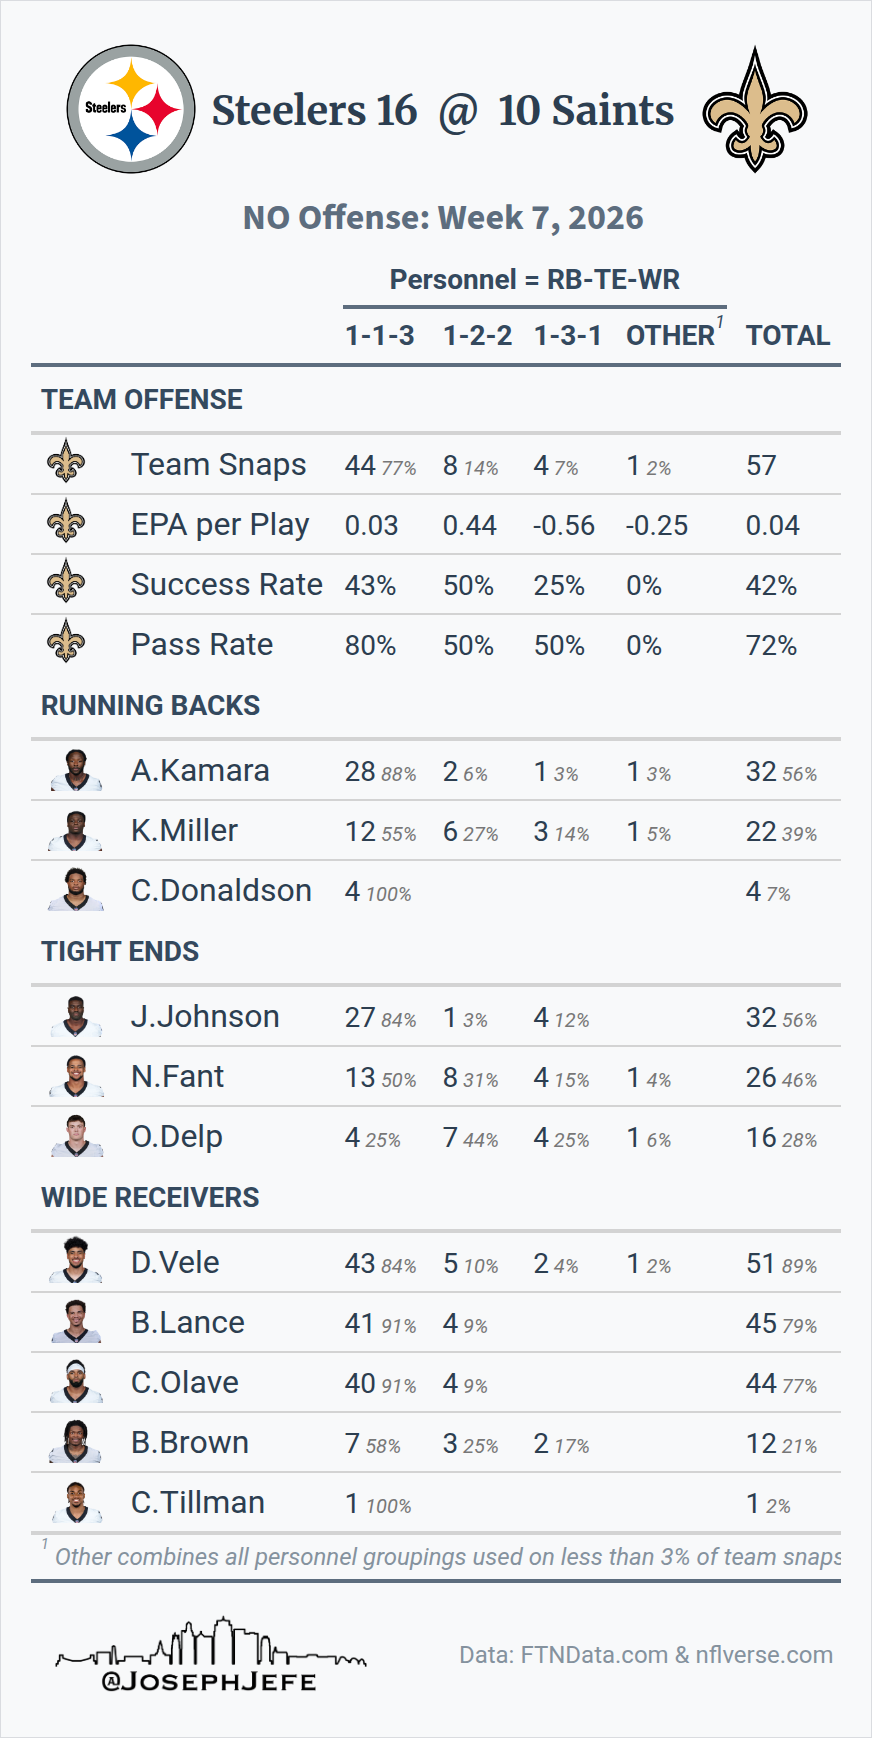 Steelers
Steelers 16 @ 10 Saints
NO Offense: Week 7, 2026
Personnel = RB-TE-WR
1-1-3 1-2-2 1-3-1 OTHER1 TOTAL
TEAM OFFENSE
Team Snaps 44 77% 8 14% 4 7% 1 2% 57
EPA per Play 0.03 0.44 -0.56 -0.25 0.04
Success Rate 43% 50% 25% 0% 42%
Pass Rate 80% 50% 50% 0% 72%
RUNNING BACKS
A.Kamara 28 88% 2 6% 1 3% 1 3% 32 56%
K.Miller 12 55% 6 27% 3 14% 1 5% 22 39%
C.Donaldson 4 100% 4 7%
TIGHT ENDS
J.Johnson 27 84% 1 3% 4 12% 32 56%
N.Fant 13 50% 8 31% 4 15% 1 4% 26 46%
O.Delp 4 25% 7 44% 4 25% 1 6% 16 28%
WIDE RECEIVERS
D.Vele 43 84% 5 10% 2 4% 1 2% 51 89%
B.Lance 41 91% 4 9% 45 79%
C.Olave 40 91% 4 9% 44 77%
B.Brown 7 58% 3 25% 2 17% 12 21%
C.Tillman 1 100% 1 2%
1 Other combines all personnel groupings used on less than 3% of team snaps
@JosephJefe
Data: FTNData.com & nflverse.com